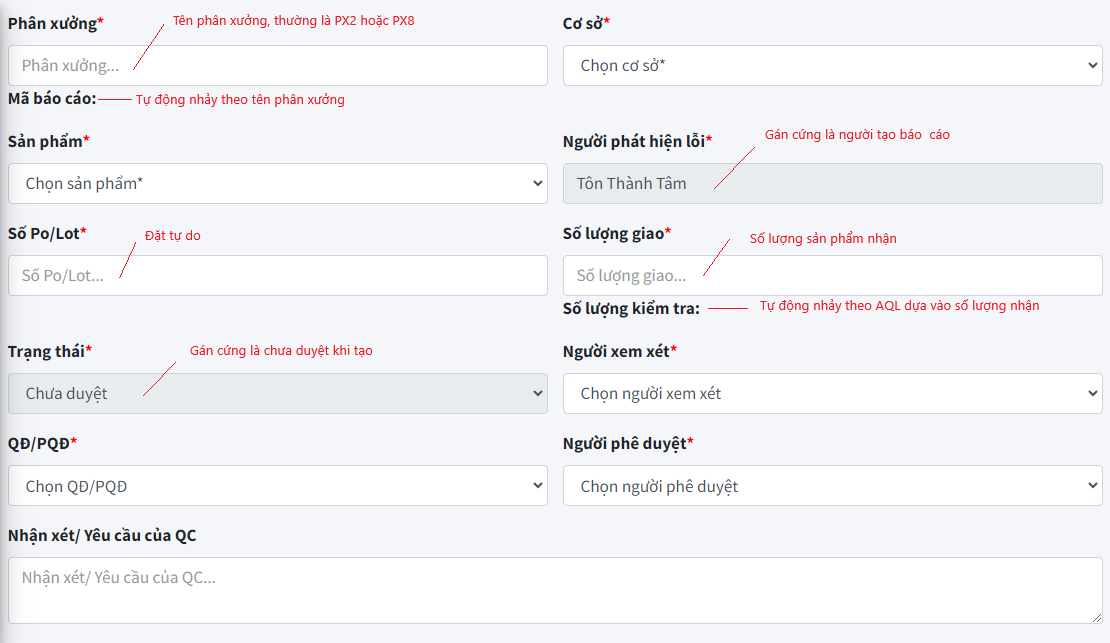 Phân xưởng*
Tên phân xưởng, thường là PX2 hoặc PX8
Cơ sở*
Phân xưởng...
Chọn cơ sở*
Mã báo cáo:
Tự động nhảy theo tên phân xưởng
Sản phẩm*
Người phát hiện lỗi*
Gán cứng là người tạo báo cáo
Chọn sản phẩm*
Tôn Thành Tâm
Số Po/Lot*
Đặt tự do
Số lượng giao*
Số lượng sản phẩm nhận
Số Po/Lot...
Số lượng giao...
Số lượng kiểm tra:
Tự động nhảy theo AQL dựa vào số lượng nhận
Trạng thái*
Gán cứng là chưa duyệt khi tạo
Người xem xét*
Chưa duyệt
Chọn người xem xét
QĐ/PQĐ*
Người phê duyệt*
Chọn QĐ/PQĐ
Chọn người phê duyệt
Nhận xét/ Yêu cầu của QC
Nhận xét/ Yêu cầu của QC...